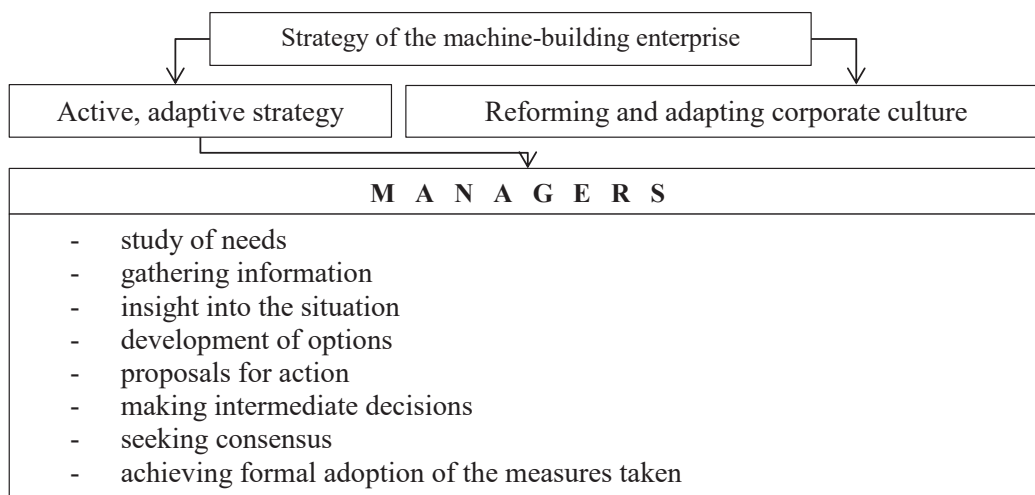 Strategy of the machine-building enterprise
Active, adaptive strategy
Reforming and adapting corporate culture
M A N A G E R S
- study of needs
- gathering information
- insight into the situation
- development of options
- proposals for action
- making intermediate decisions
- seeking consensus
- achieving formal adoption of the measures taken